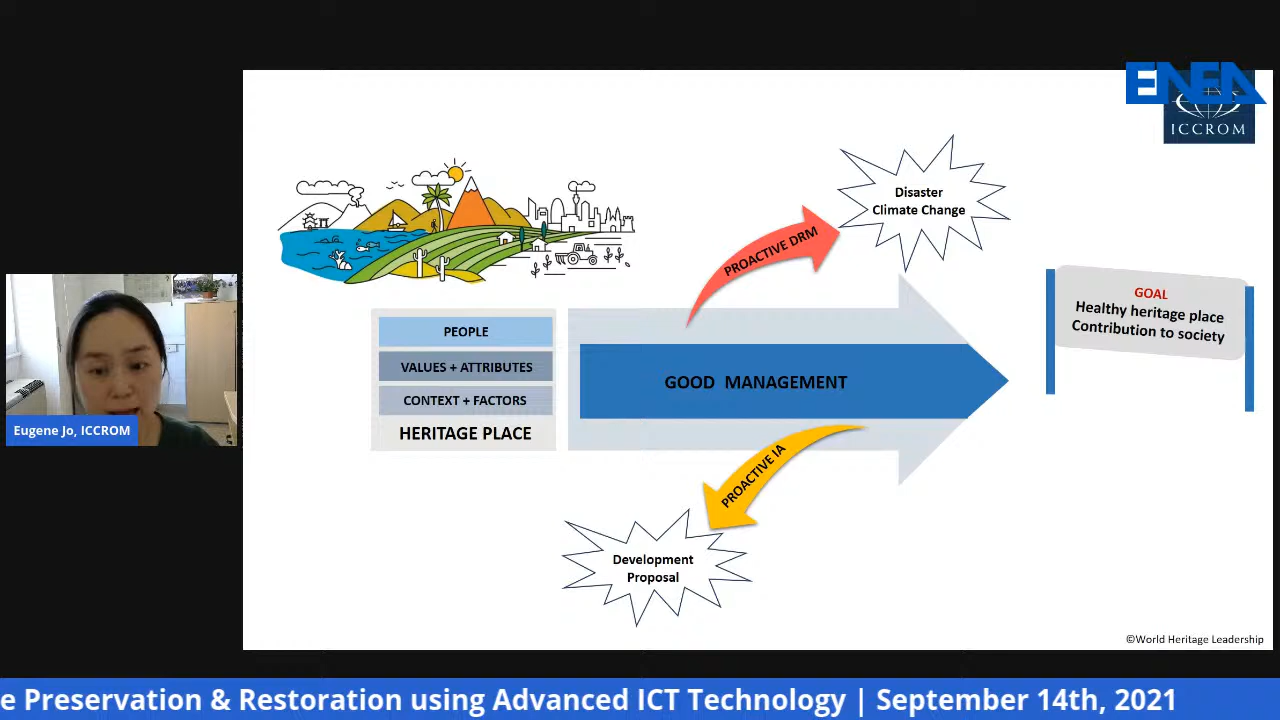 ENEA
ICCROM
Disaster
Climate Change
PROACTIVE DRM
GOAL
Healthy heritage place
Contribution to society
PEOPLE
VALUES + ATTRIBUTES
CONTEXT + FACTORS
HERITAGE PLACE
GOOD MANAGEMENT
PROACTIVE IA
Development
Proposal
Eugene Jo, ICCROM
©World Heritage Leadership
e Preservation & Restoration using Advanced ICT Technology | September 14th, 2021